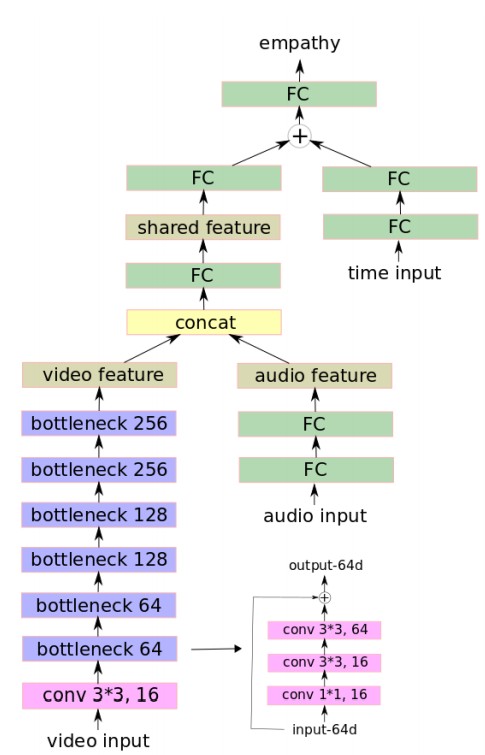 empathy
FC
+
FC
FC
shared feature
FC
FC
time input
concat
video feature
audio feature
bottleneck 256
FC
bottleneck 256
FC
bottleneck 128
audio input
bottleneck 128
output-64d
+
bottleneck 64
conv 3*3, 64
bottleneck 64
conv 3*3, 16
conv 3*3, 16
conv 1*1, 16
input-64d
video input